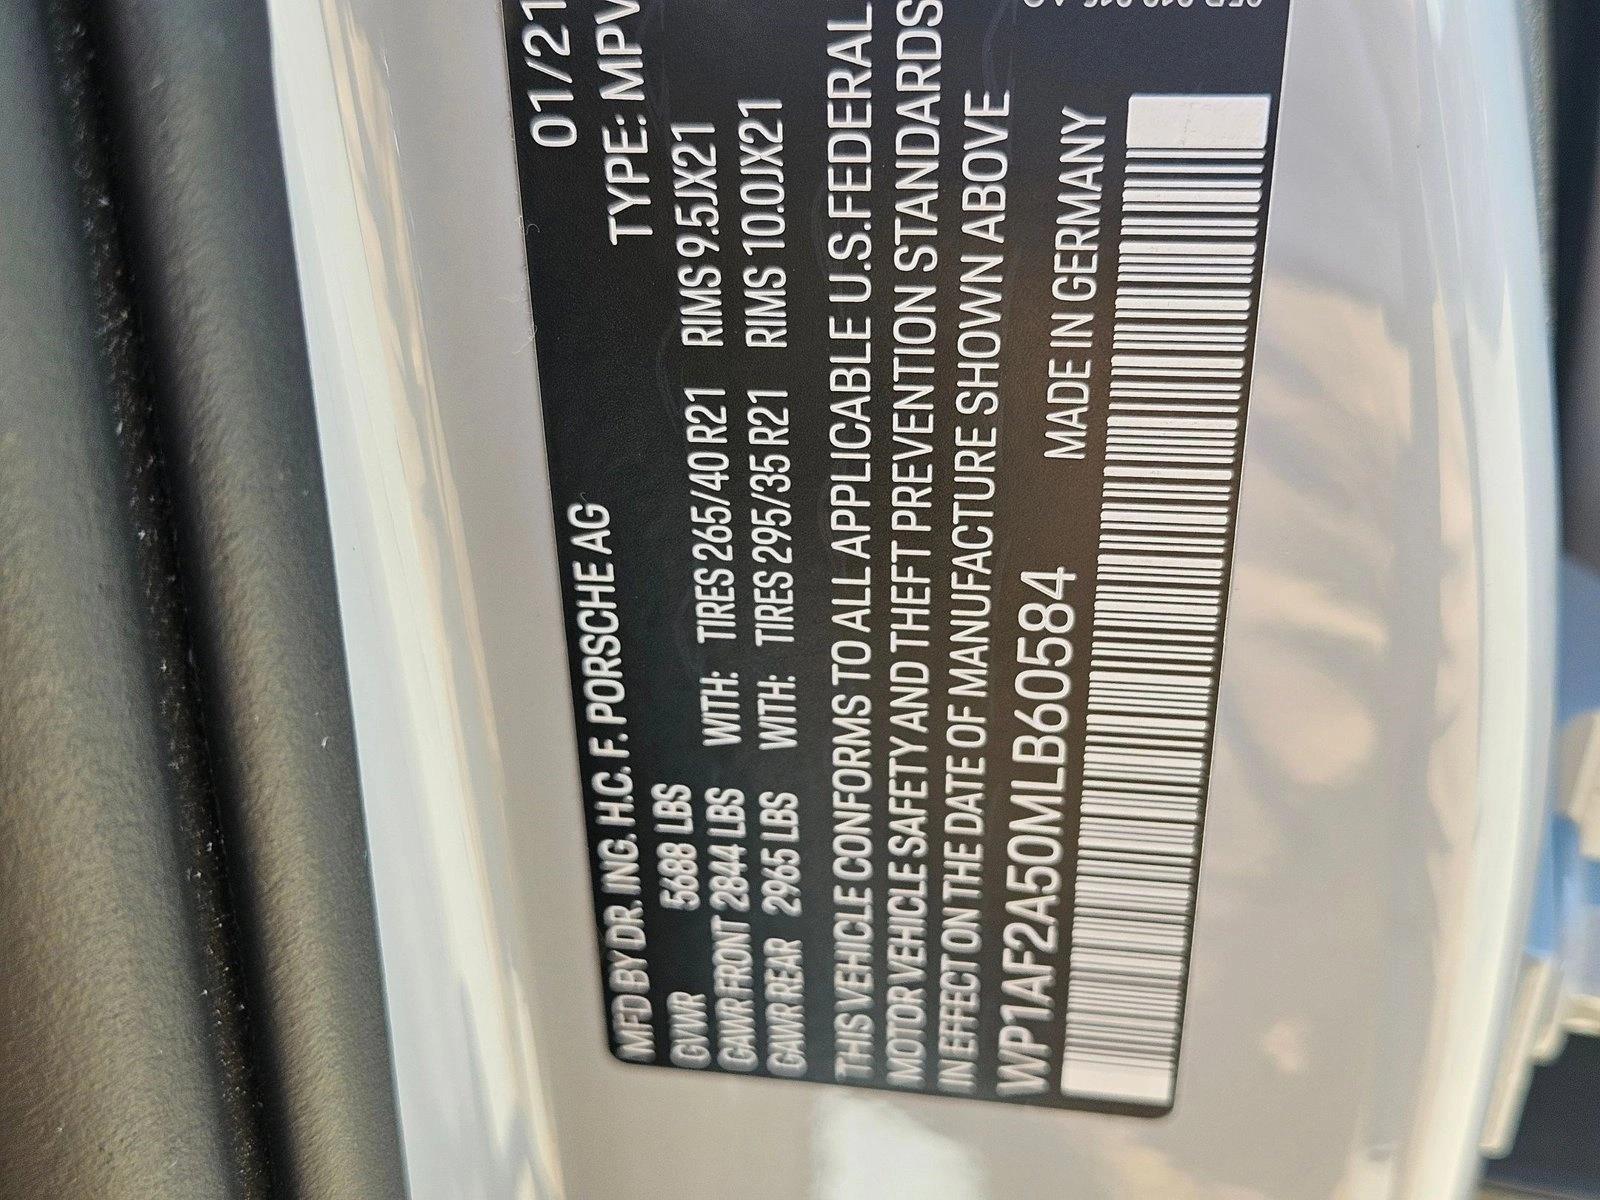 01/21
MFD BY DR. ING. H.C. F. PORSCHE AG TYPE: MPV
GVWR 5688 LBS
GAWR FRONT 2844 LBS WITH: TIRES 265/40 R21 RIMS 9.5JX21
GAWR REAR 2965 LBS WITH: TIRES 295/35 R21 RIMS 10.0JX21
THIS VEHICLE CONFORMS TO ALL APPLICABLE U.S. FEDERAL
MOTOR VEHICLE SAFETY AND THEFT PREVENTION STANDARDS
IN EFFECT ON THE DATE OF MANUFACTURE SHOWN ABOVE
MADE IN GERMANY
WP1AF2A50MLB60584